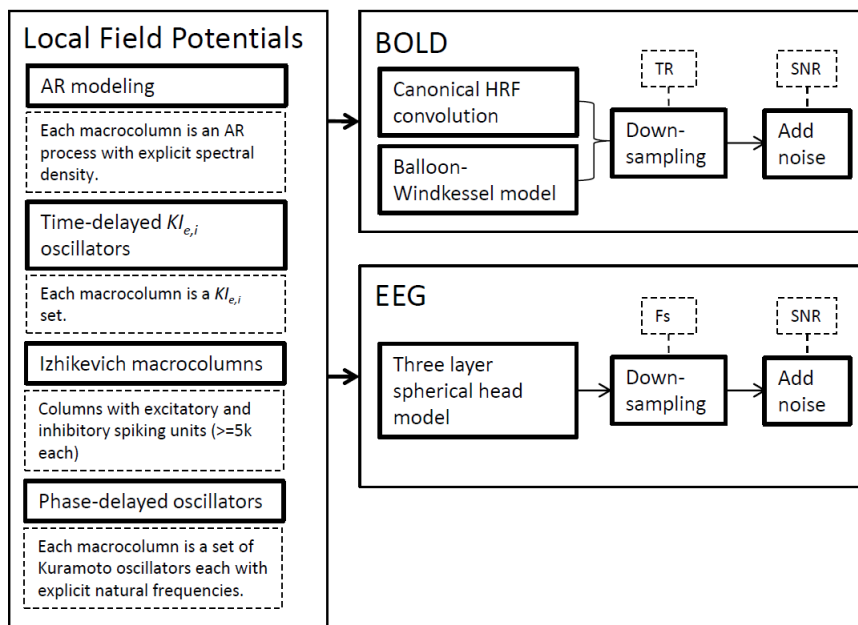 Local Field Potentials
AR modeling
Each macrocolumn is an AR
process with explicit spectral
density.
Time-delayed KIe,i
oscillators
Each macrocolumn is a KIe,i
set.
Izhikevich macrocolumns
Columns with excitatory and
inhibitory spiking units (>=5k
each)
Phase-delayed oscillators
Each macrocolumn is a set of
Kuramoto oscillators each with
explicit natural frequencies.
BOLD
Canonical HRF
convolution
Balloon-
Windkessel model
TR
Down-
sampling
SNR
Add
noise
EEG
Three layer
spherical head
model
Fs
Down-
sampling
SNR
Add
noise